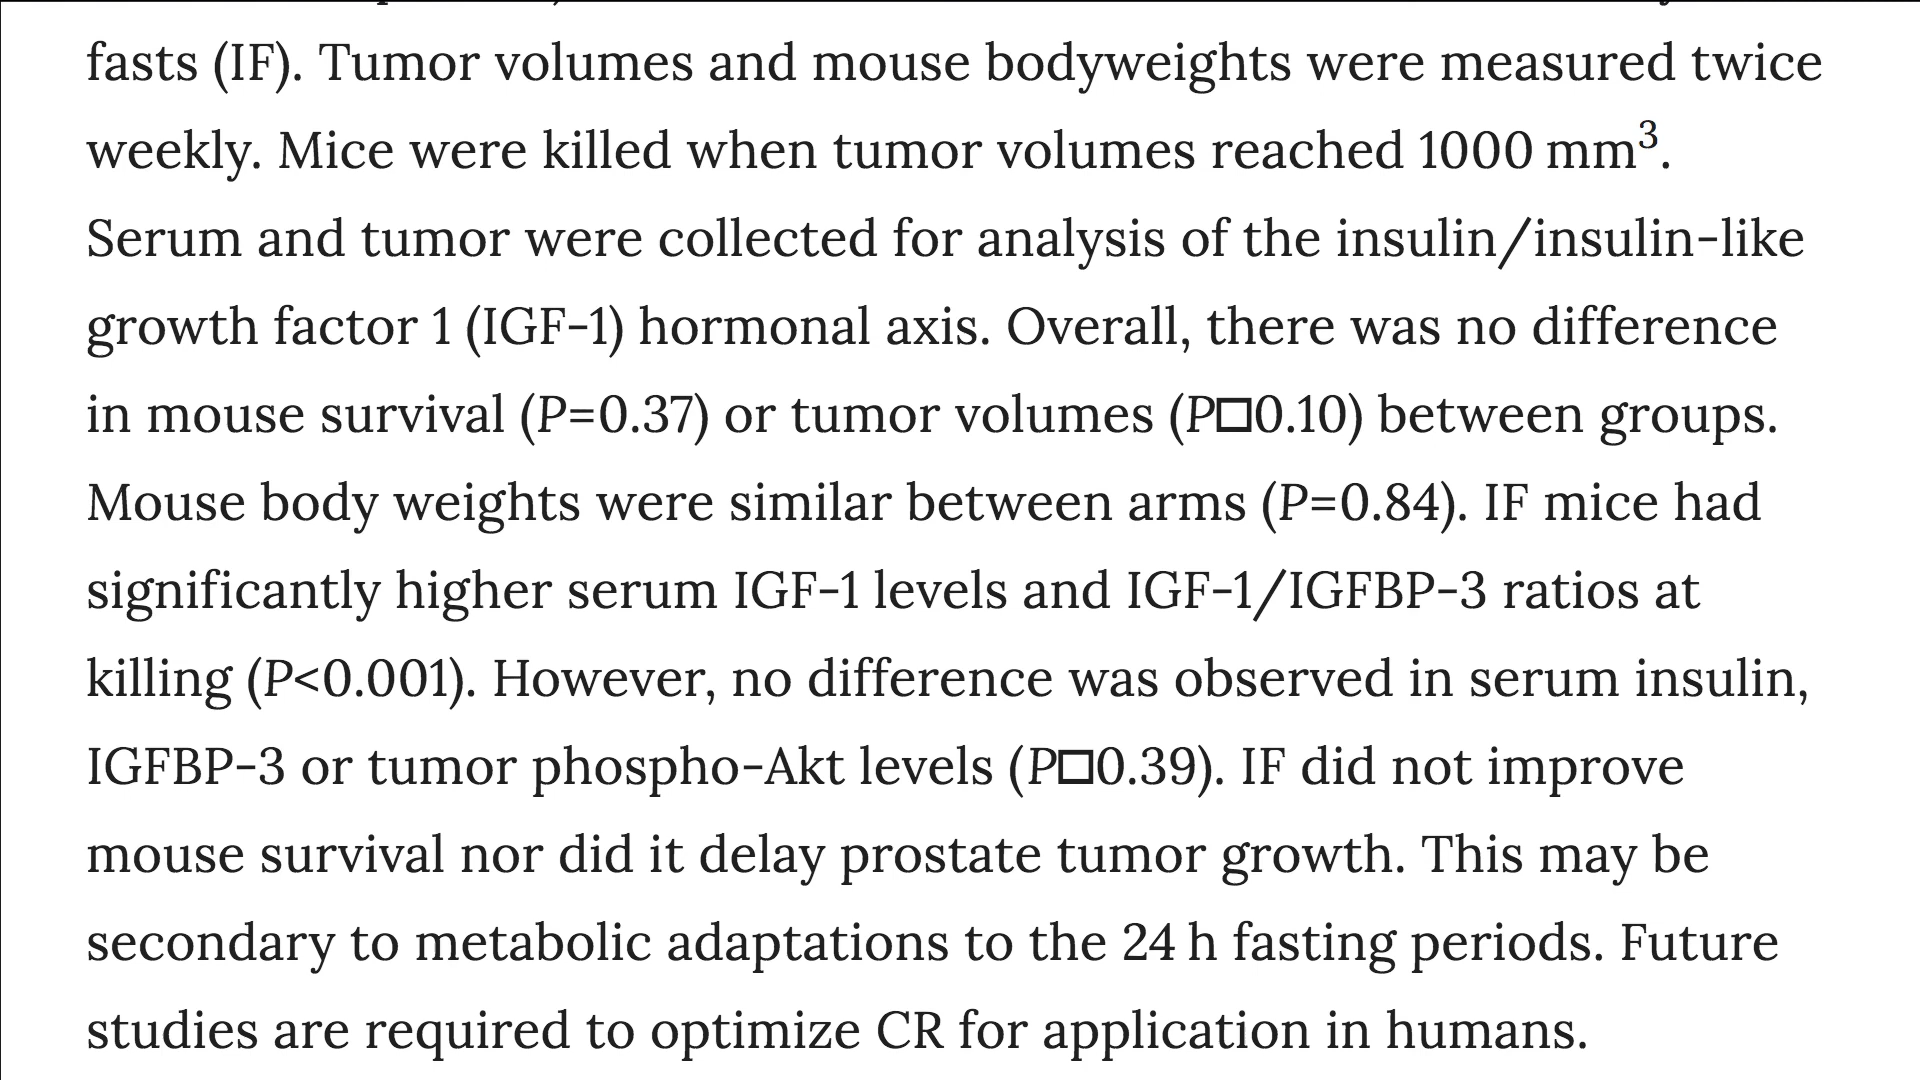 fasts (IF). Tumor volumes and mouse bodyweights were measured twice
weekly. Mice were killed when tumor volumes reached 1000 mm³.
Serum and tumor were collected for analysis of the insulin/insulin-like
growth factor 1 (IGF-1) hormonal axis. Overall, there was no difference
in mouse survival (P=0.37) or tumor volumes (P□0.10) between groups.
Mouse body weights were similar between arms (P=0.84). IF mice had
significantly higher serum IGF-1 levels and IGF-1/IGFBP-3 ratios at
killing (P<0.001). However, no difference was observed in serum insulin,
IGFBP-3 or tumor phospho-Akt levels (P□0.39). IF did not improve
mouse survival nor did it delay prostate tumor growth. This may be
secondary to metabolic adaptations to the 24 h fasting periods. Future
studies are required to optimize CR for application in humans.